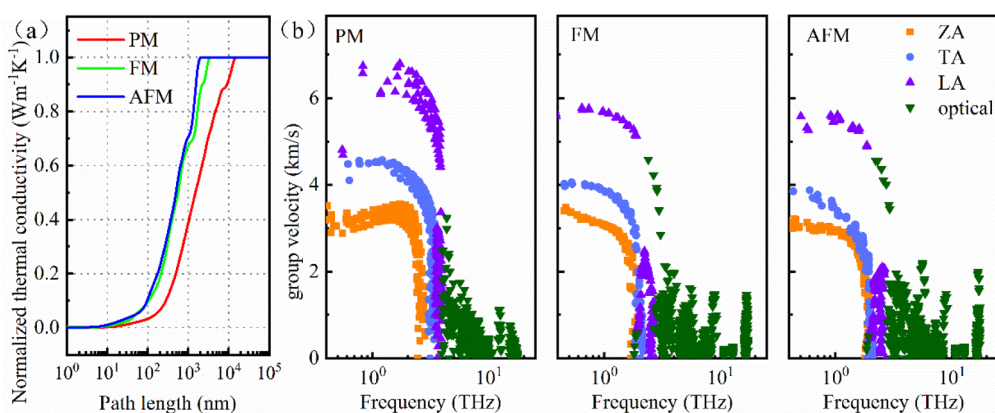 (a)
PM
FM
AFM
Normalized thermal conductivity (Wm⁻¹K⁻¹)
1.0
0.8
0.6
0.4
0.2
0.0
10⁰ 10¹ 10² 10³ 10⁴ 10⁵
Path length (nm)
(b)
PM
FM
AFM
ZA
TA
LA
optical
group velocity (km/s)
6
4
2
0
10⁰ 10¹
Frequency (THz)
10⁰ 10¹
Frequency (THz)
10⁰ 10¹
Frequency (THz)